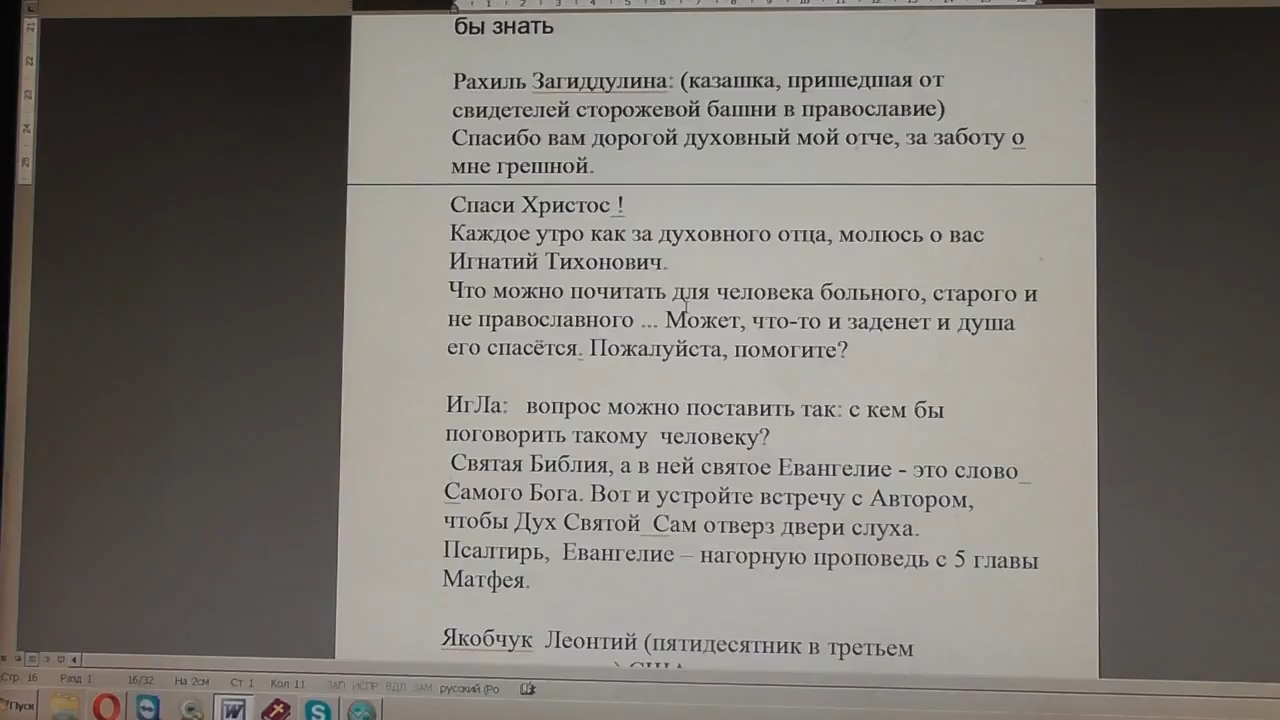 бы знать
Рахиль Загиддулина: (казашка, пришедшая от
свидетелей сторожевой башни в православие)
Спасибо вам дорогой духовный мой отче, за заботу о
мне грешной.
Спаси Христос !
Каждое утро как за духовного отца, молюсь о вас
Игнатий Тихонович.
Что можно почитать для человека больного, старого и
не православного ... Может, что-то и заденет и душа
его спасётся. Пожалуйста, помогите?
ИгЛа: вопрос можно поставить так: с кем бы
поговорить такому человеку?
Святая Библия, а в ней святое Евангелие - это слово
Самого Бога. Вот и устройте встречу с Автором,
чтобы Дух Святой Сам отверз двери слуха.
Псалтирь, Евангелие – нагорную проповедь с 5 главы
Матфея.
Якобчук Леонтий (пятидесятник в третьем
) США
Стр 16 Разд 1 16/32 На 2см Ст 1 Кол 11 ЗАП ИСПР ВДЛ ЗАМ русский (Ро
Пуск